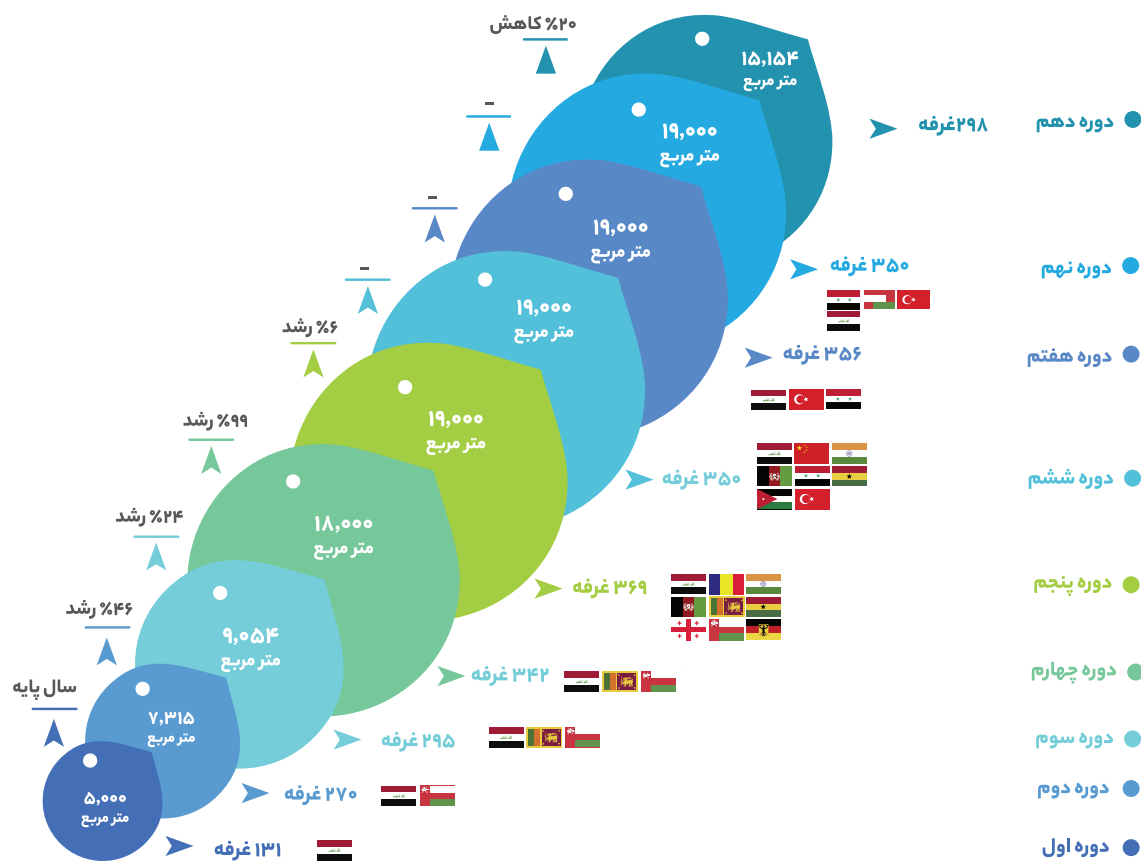 ۲۰٪ کاهش
۱۵,۱۵۴
متر مربع
۲۹۸غرفه
دوره دهم
-
۱۹,۰۰۰
متر مربع
۳۵۰ غرفه
دوره نهم
-
۱۹,۰۰۰
متر مربع
۳۵۶ غرفه
دوره هفتم
-
۱۹,۰۰۰
متر مربع
۳۵۰ غرفه
دوره ششم
۶٪ رشد
۱۹,۰۰۰
متر مربع
۳۶۹ غرفه
دوره پنجم
۹۹٪ رشد
۱۸,۰۰۰
متر مربع
۳۴۲ غرفه
دوره چهارم
۲۴٪ رشد
۹,۰۵۴
متر مربع
۲۹۵ غرفه
دوره سوم
۴۶٪ رشد
۷,۳۱۵
متر مربع
۲۷۰ غرفه
دوره دوم
سال پایه
۵,۰۰۰
متر مربع
۱۳۱ غرفه
دوره اول